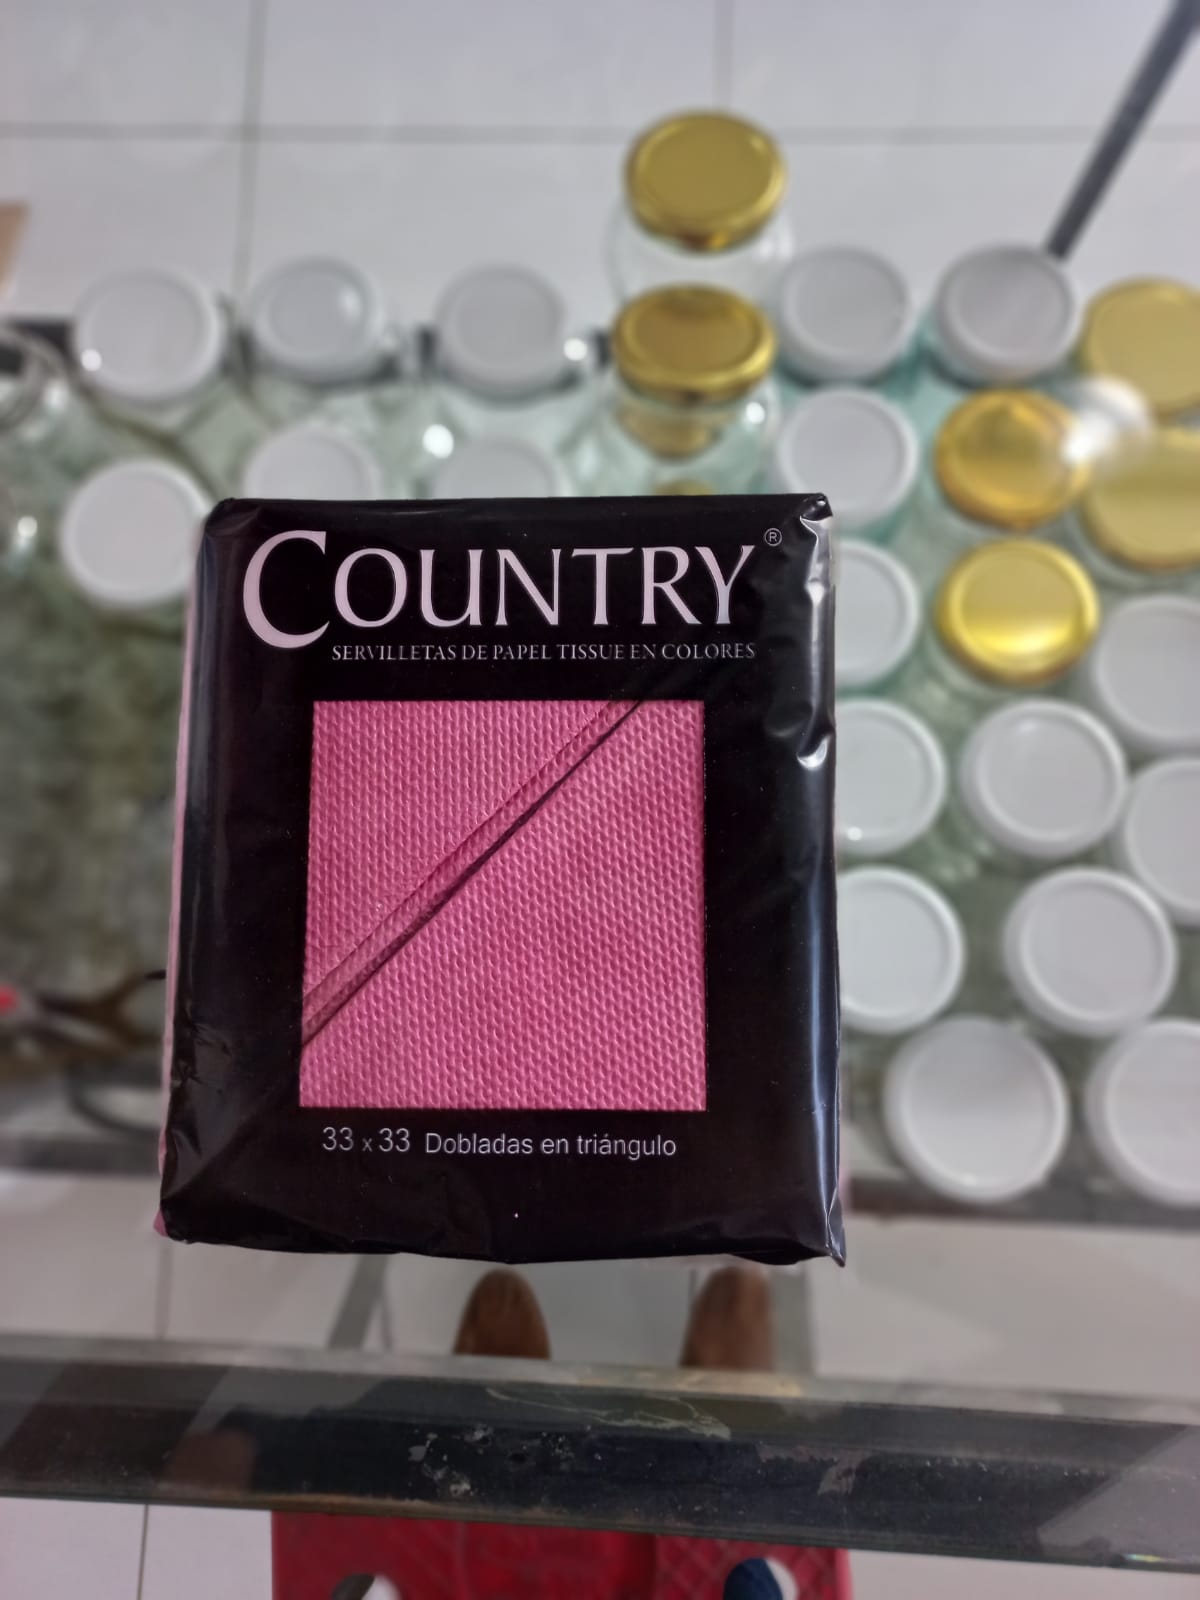 COUNTRY®
SERVILLETAS DE PAPEL TISSUE EN COLORES
33 x 33 Dobladas en triángulo